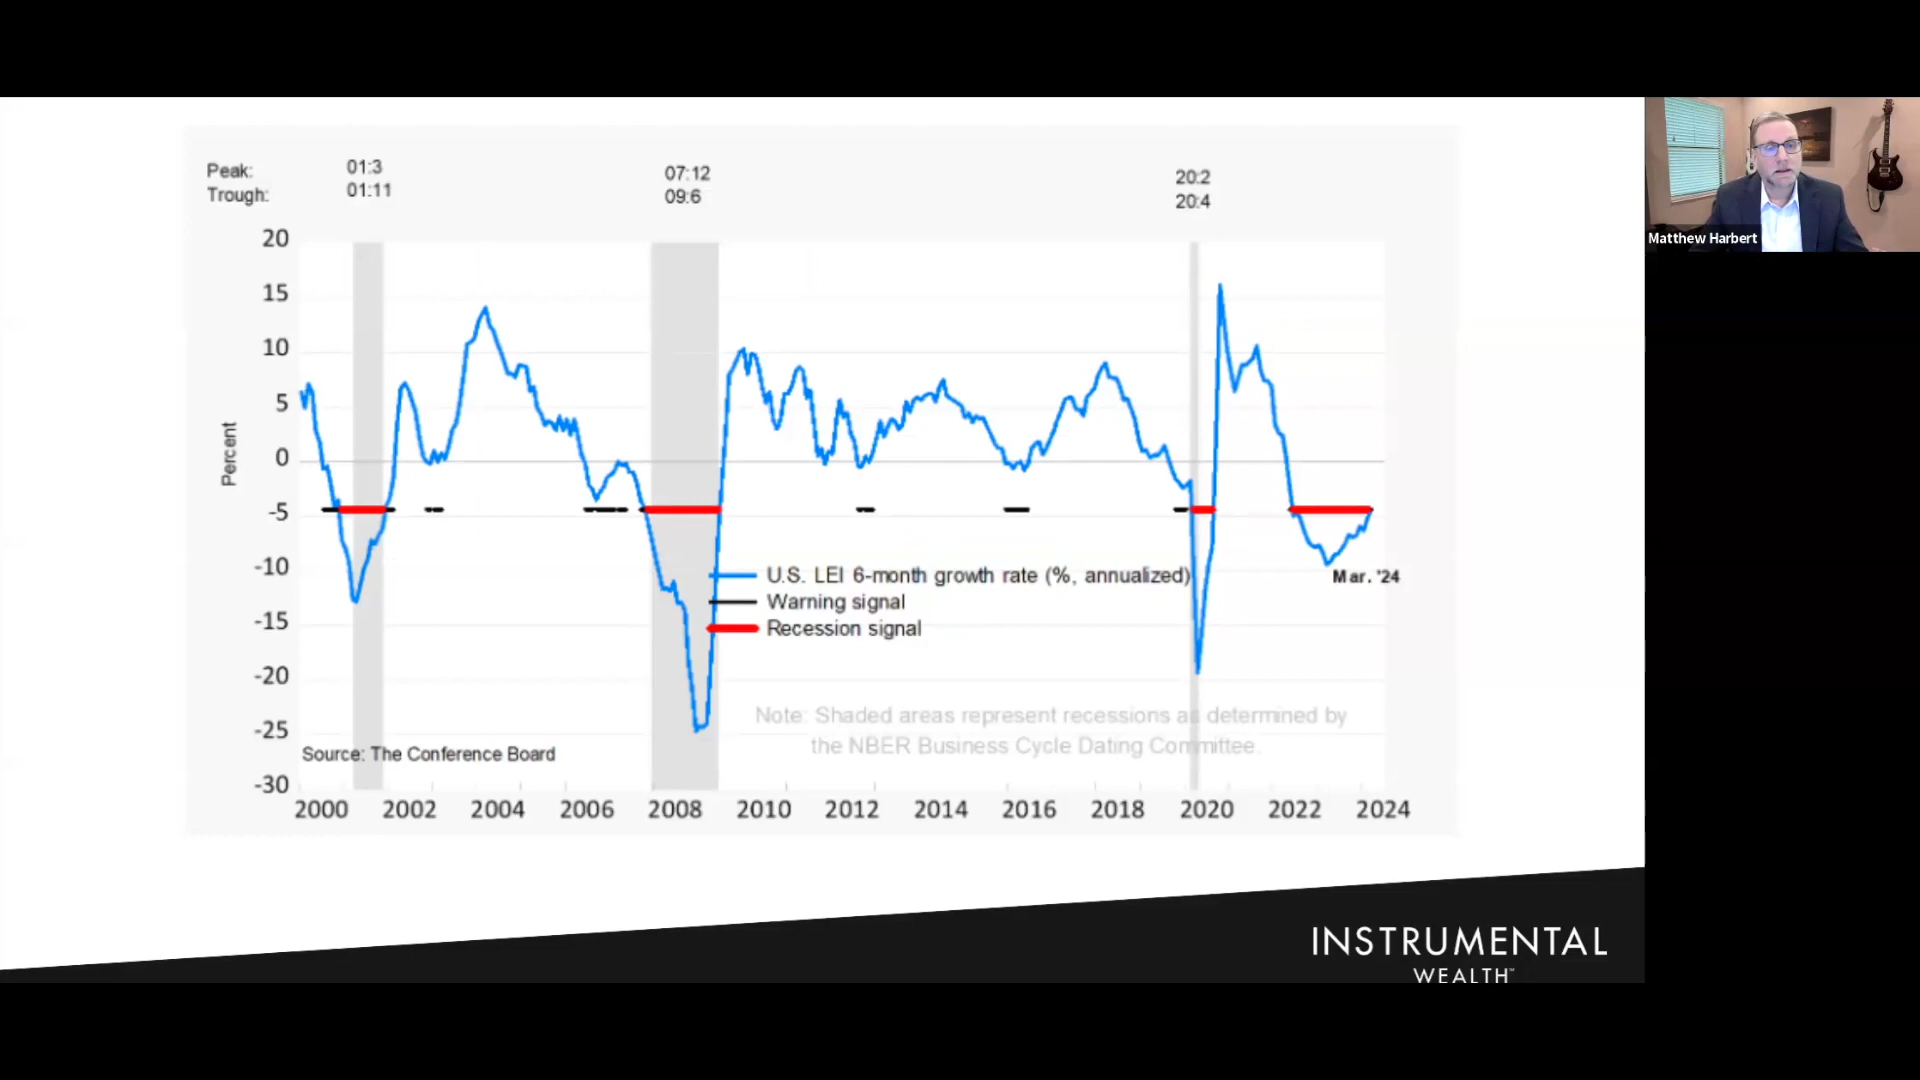 Peak:
Trough:
01:3
01:11
07:12
09:6
20:2
20:4
20
15
10
5
0
-5
-10
-15
-20
-25
-30
Percent
U.S. LEI 6-month growth rate (%, annualized)
Warning signal
Recession signal
Mar. '24
Note: Shaded areas represent recessions as determined by
the NBER Business Cycle Dating Committee.
Source: The Conference Board
2000 2002 2004 2006 2008 2010 2012 2014 2016 2018 2020 2022 2024
Matthew Harbert
INSTRUMENTAL
WEALTH™